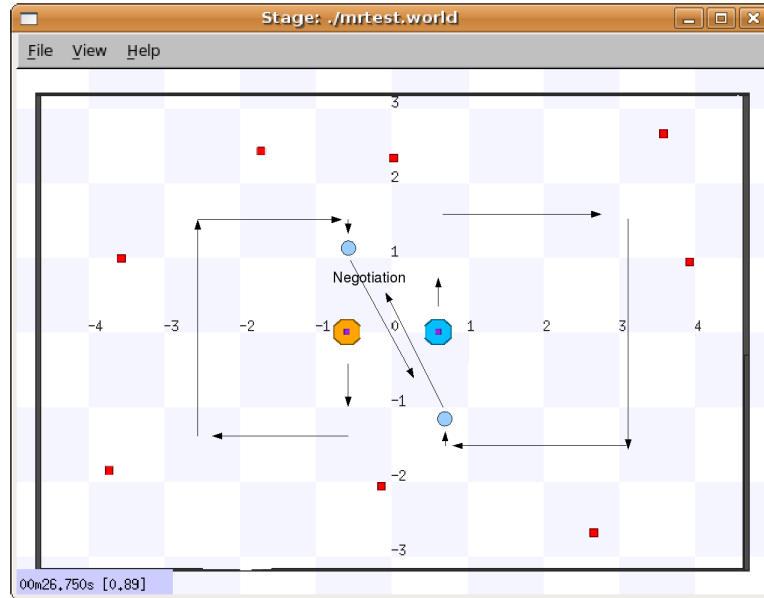 Stage: ./mrtest.world
File View Help
3
2
1
Negotiation
-4 -3 -2 -1 0 1 2 3 4
-1
-2
-3
00m26.750s [0.89]